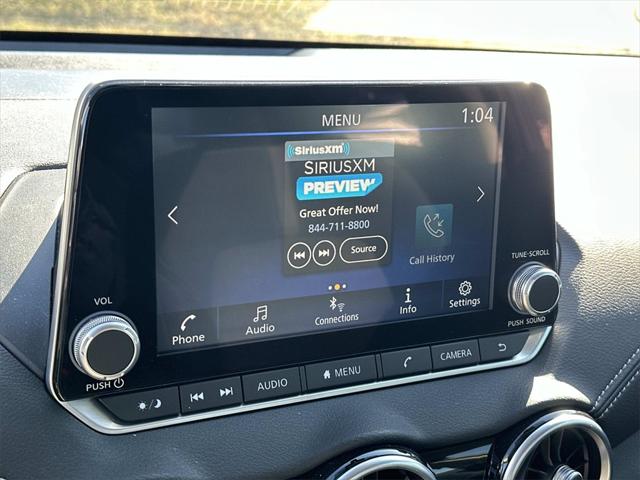 MENU
1:04
SiriusXM
SIRIUSXM
PREVIEW
Great Offer Now!
844-711-8800
Source
Call History
Phone
Audio
Connections
Info
Settings
VOL
PUSH
TUNE·SCROLL
PUSH SOUND
AUDIO
MENU
CAMERA